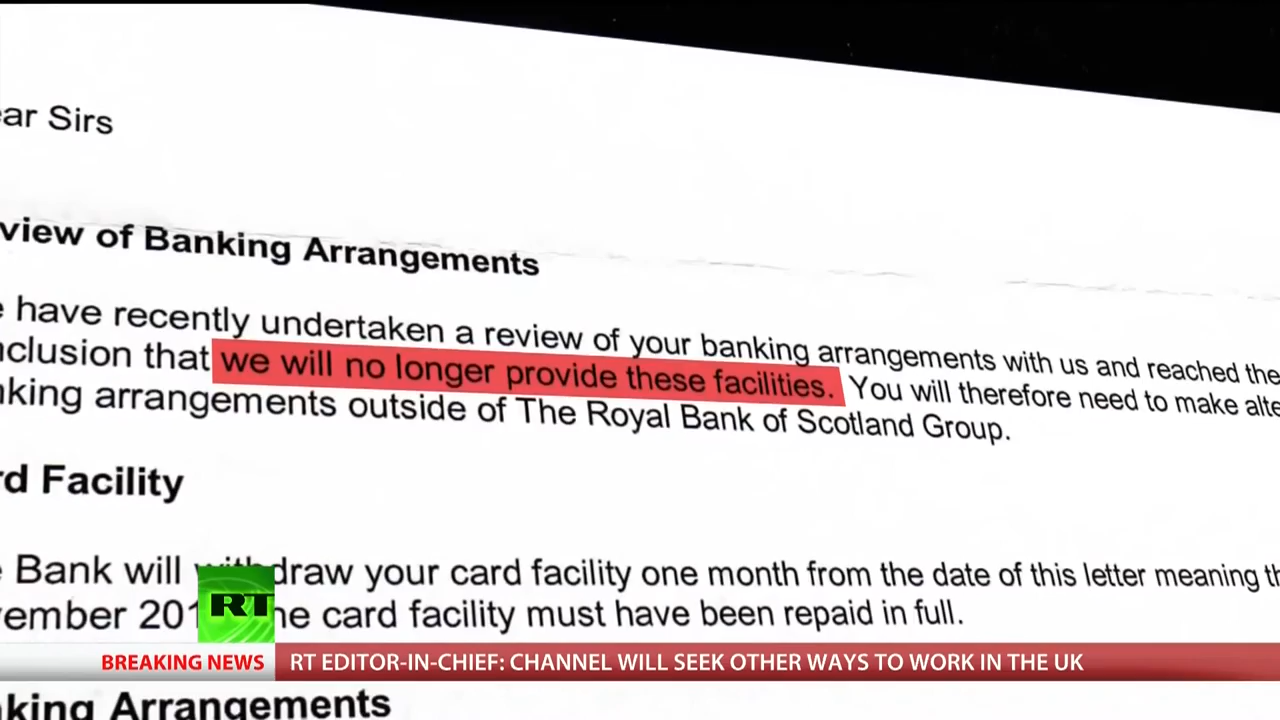 ear Sirs
view of Banking Arrangements
have recently undertaken a review of your banking arrangements with us and reached the
nclusion that we will no longer provide these facilities. You will therefore need to make alte
nking arrangements outside of The Royal Bank of Scotland Group.
rd Facility
Bank will withdraw your card facility one month from the date of this letter meaning th
vember 201 he card facility must have been repaid in full.
RT
BREAKING NEWS RT EDITOR-IN-CHIEF: CHANNEL WILL SEEK OTHER WAYS TO WORK IN THE UK
king Arrangements